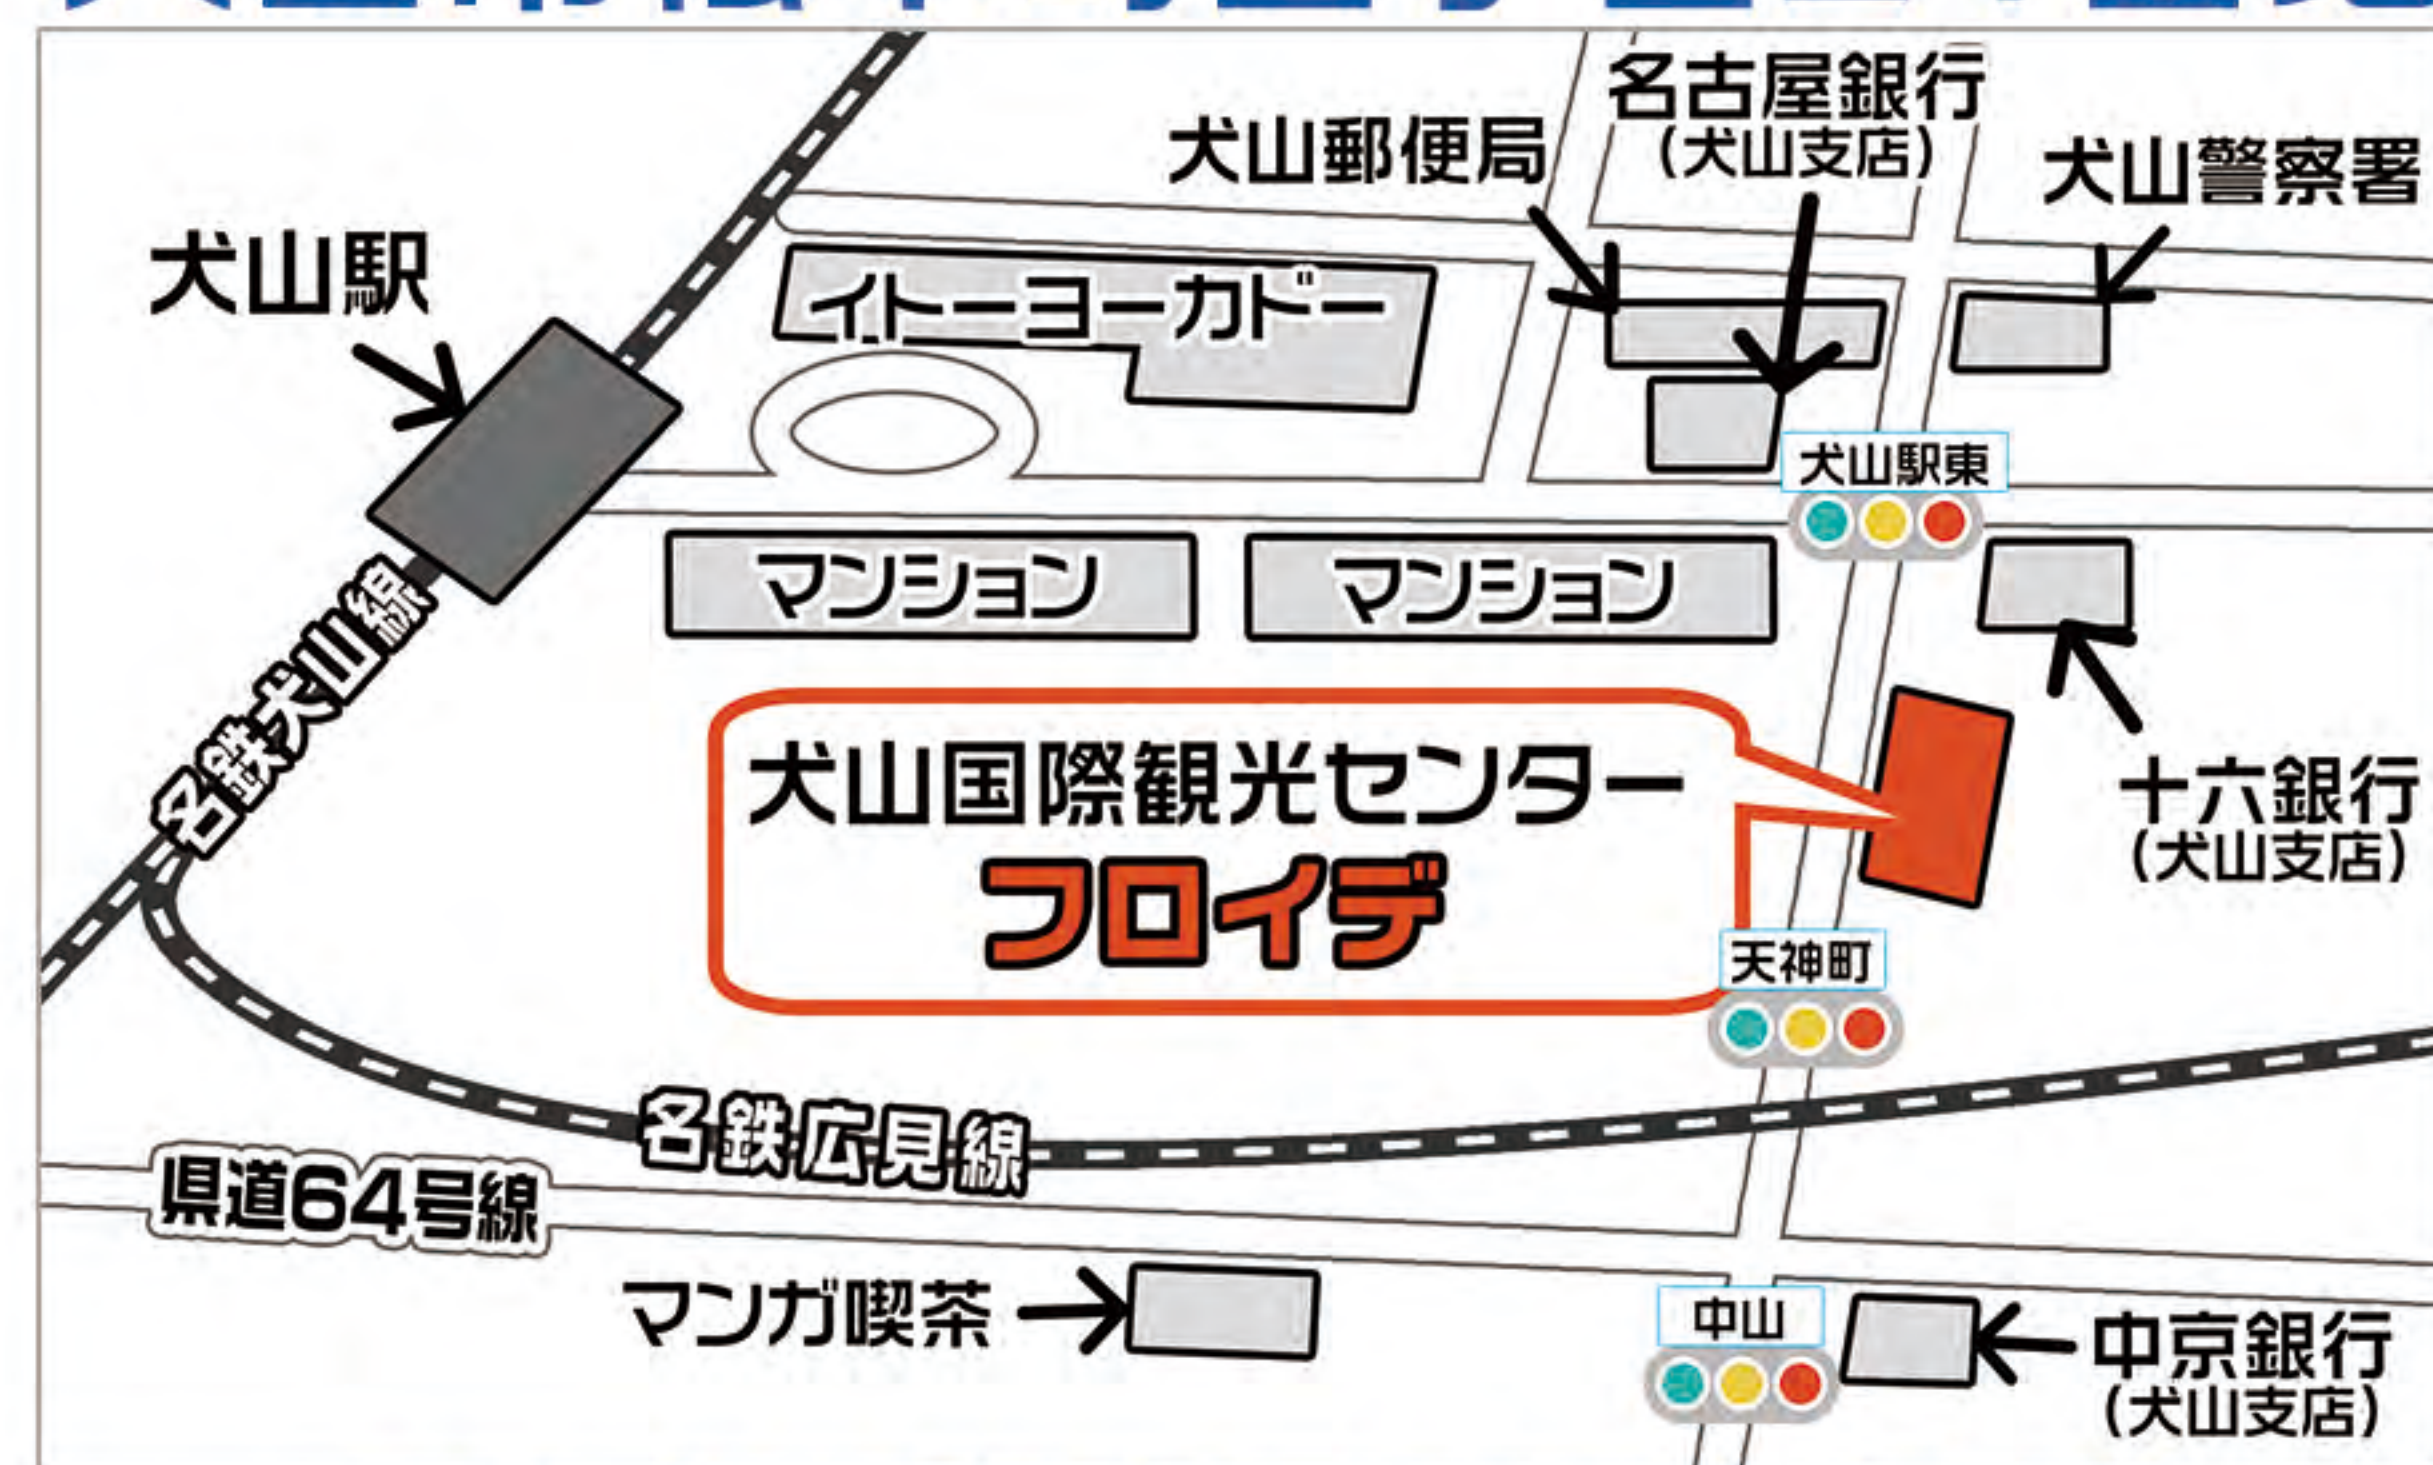 名古屋銀行
(犬山支店)
犬山郵便局
犬山警察署
犬山駅
イトーヨーカドー
犬山駅東
マンション
マンション
名鉄犬山線
犬山国際観光センター
フロイデ
十六銀行
(犬山支店)
天神町
名鉄広見線
県道64号線
マンガ喫茶
中山
中京銀行
(犬山支店)